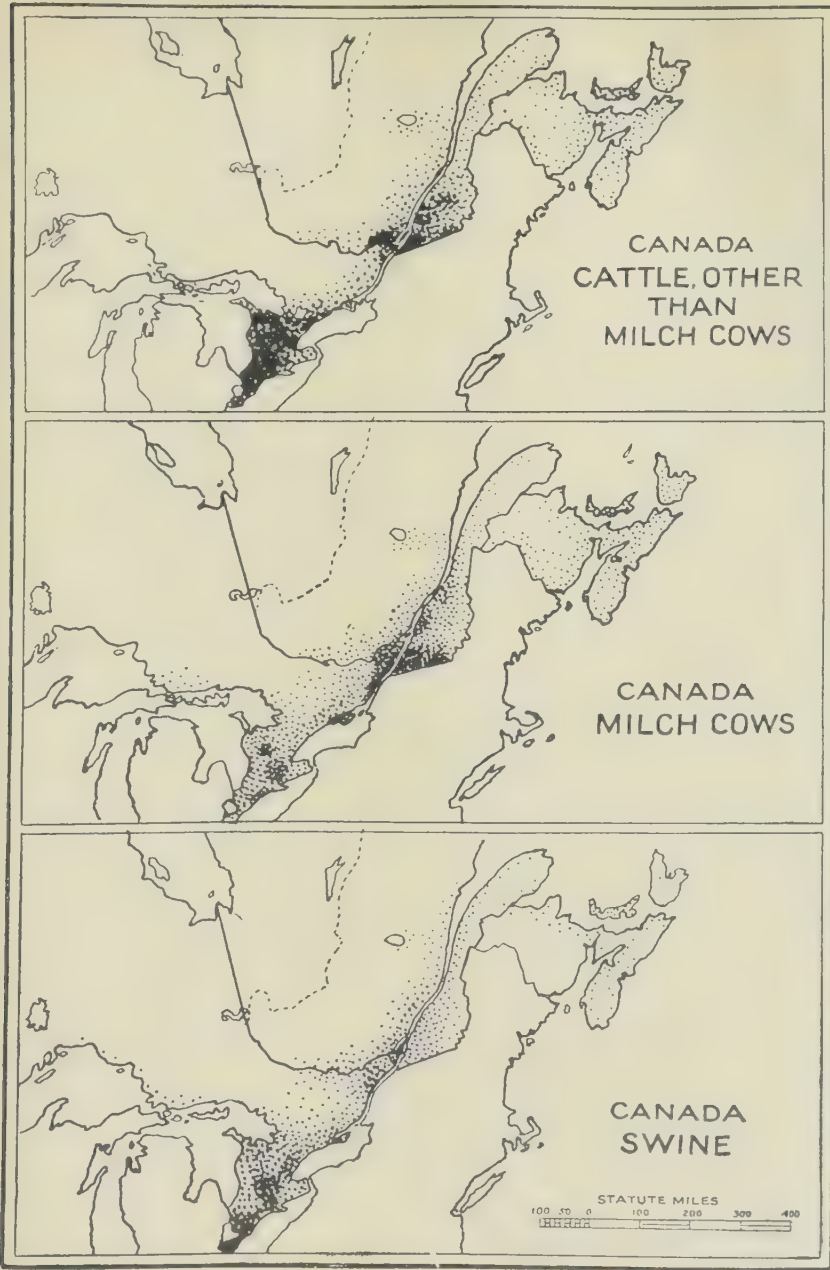 CANADA
CATTLE, OTHER
THAN
MILCH COWS
CANADA
MILCH COWS
CANADA
SWINE
STATUTE MILES
100 50 0 100 200 300 400